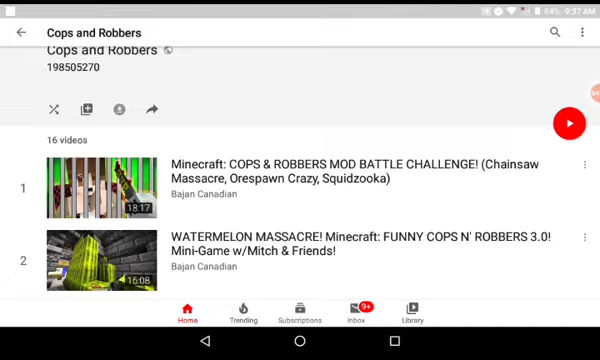 64% 9:37 AM
Cops and Robbers
Cops and Robbers
198505270
16 videos
1
18:17
Minecraft: COPS & ROBBERS MOD BATTLE CHALLENGE! (Chainsaw
Massacre, Orespawn Crazy, Squidzooka)
Bajan Canadian
2
16:08
WATERMELON MASSACRE! Minecraft: FUNNY COPS N' ROBBERS 3.0!
Mini-Game w/Mitch & Friends!
Bajan Canadian
9+
Home Trending Subscriptions Inbox Library